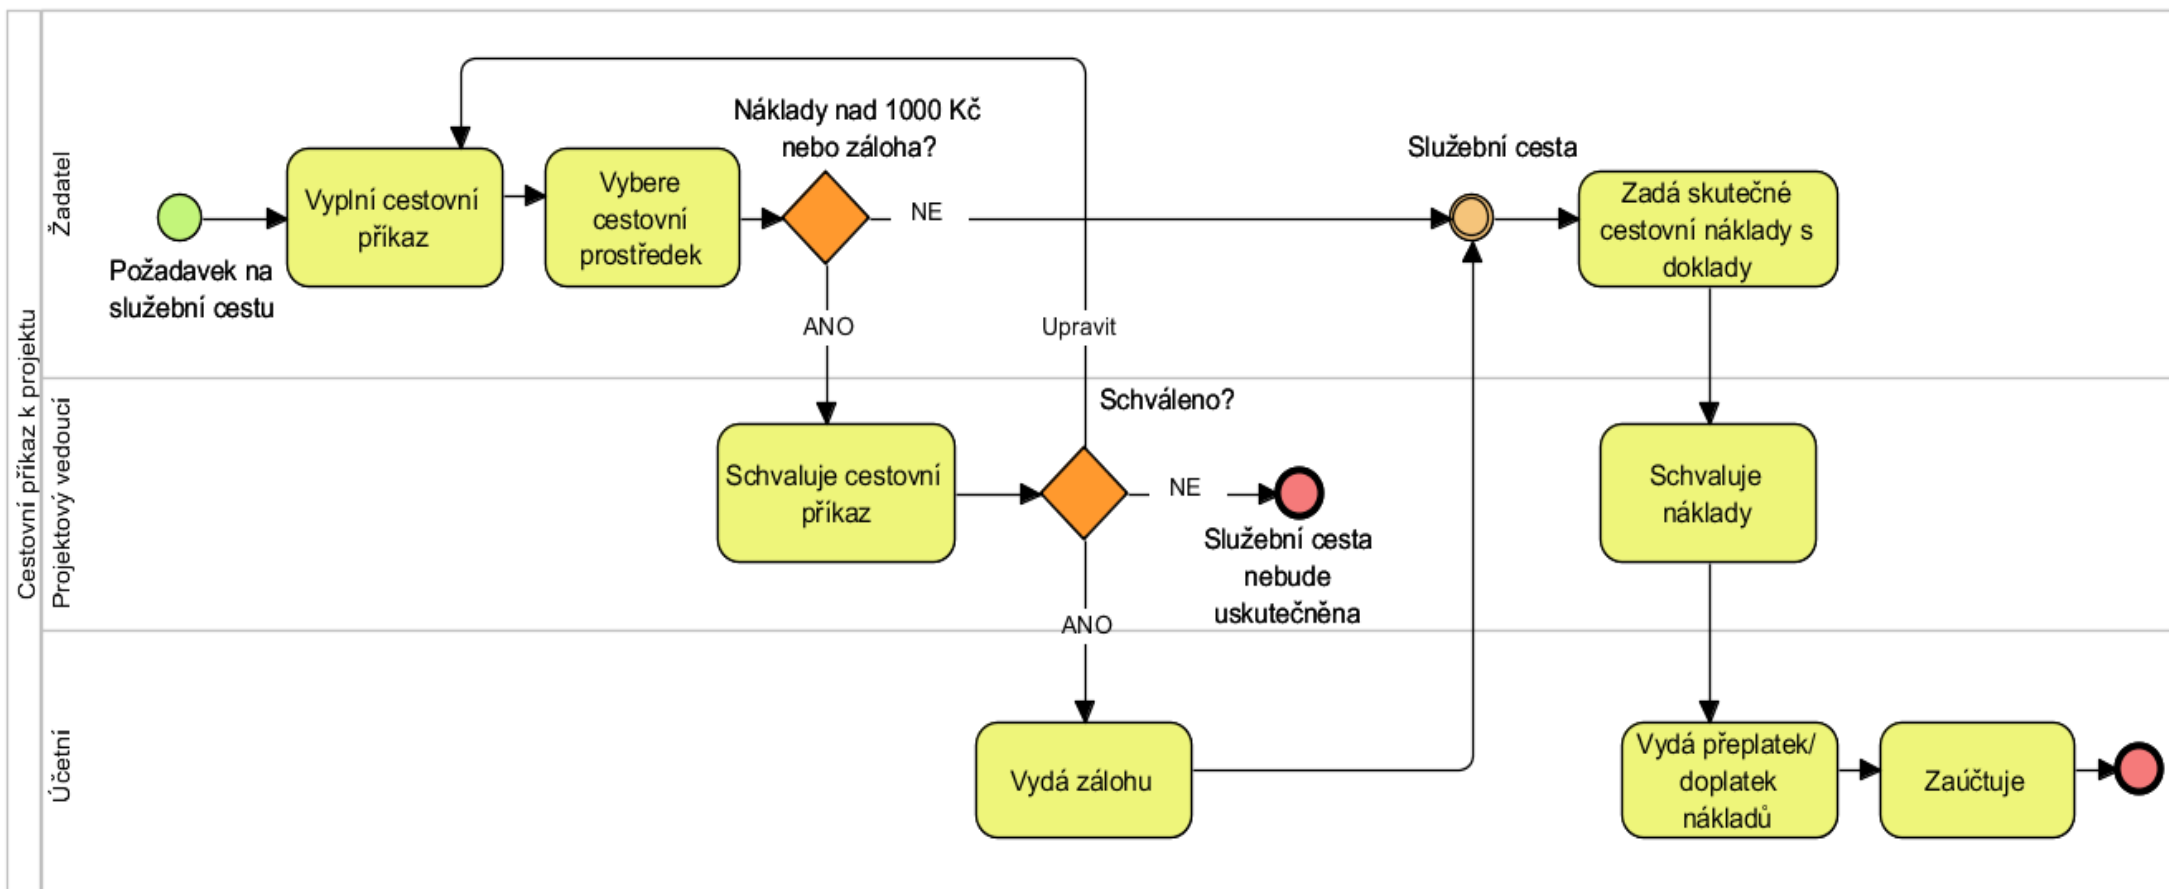 Cestovní příkaz k projektu
Žadatel
Požadavek na
služební cestu
Vyplní cestovní
příkaz
Vybere
cestovní
prostředek
Náklady nad 1000 Kč
nebo záloha?
NE
ANO
Upravit
Služební cesta
Zadá skutečné
cestovní náklady s
doklady
Projektový vedoucí
Schvaluje cestovní
příkaz
Schváleno?
NE
Služební cesta
nebude
uskutečněna
ANO
Schvaluje
náklady
Účetní
Vydá zálohu
Vydá přeplatek/
doplatek
nákladů
Zaúčtuje